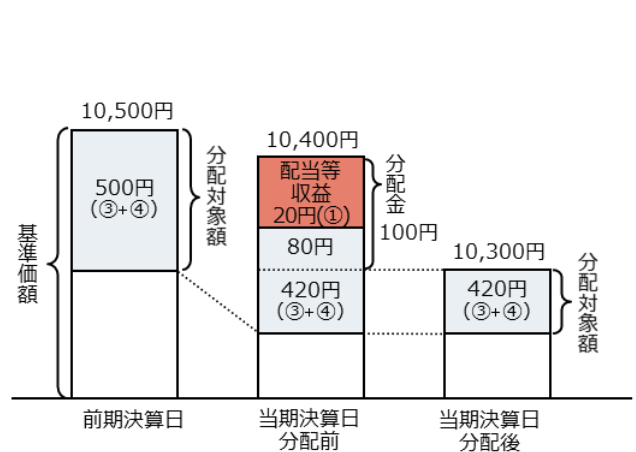 10,500円
500円
(③+④)
分配対象額
基準価額
前期決算日
10,400円
配当等
収益
20円(①)
80円
420円
(③+④)
分配金
100円
当期決算日
分配前
10,300円
420円
(③+④)
分配対象額
当期決算日
分配後